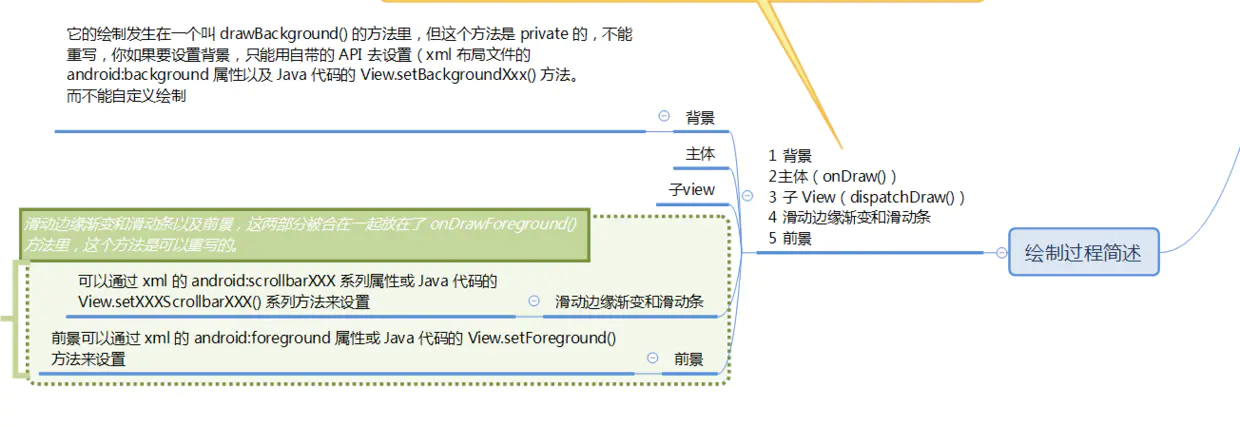 它的绘制发生在一个叫 drawBackground() 的方法里，但这个方法是 private 的，不能
重写，你如果要设置背景，只能用自带的 API 去设置（xml 布局文件的
android:background 属性以及 Java 代码的 View.setBackgroundXxx() 方法。
而不能自定义绘制
背景
主体
子view
滑动边缘渐变和滑动条以及前景，这两部分被合在一起放在了 onDrawForeground()
方法里，这个方法是可以重写的。
可以通过 xml 的 android:scrollbarXXX 系列属性或 Java 代码的
View.setXXXScrollbarXXX() 系列方法来设置
滑动边缘渐变和滑动条
前景可以通过 xml 的 android:foreground 属性或 Java 代码的 View.setForeground()
方法来设置
前景
1 背景
2主体（onDraw()）
3 子 View（dispatchDraw()）
4 滑动边缘渐变和滑动条
5 前景
绘制过程简述